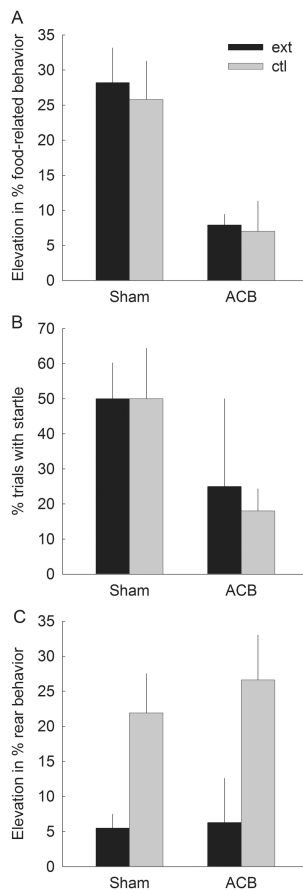 A
Elevation in % food-related behavior
35
30
25
20
15
10
5
0
ext
ctl
Sham ACB
B
% trials with startle
70
60
50
40
30
20
10
0
Sham ACB
C
Elevation in % rear behavior
35
30
25
20
15
10
5
0
Sham ACB